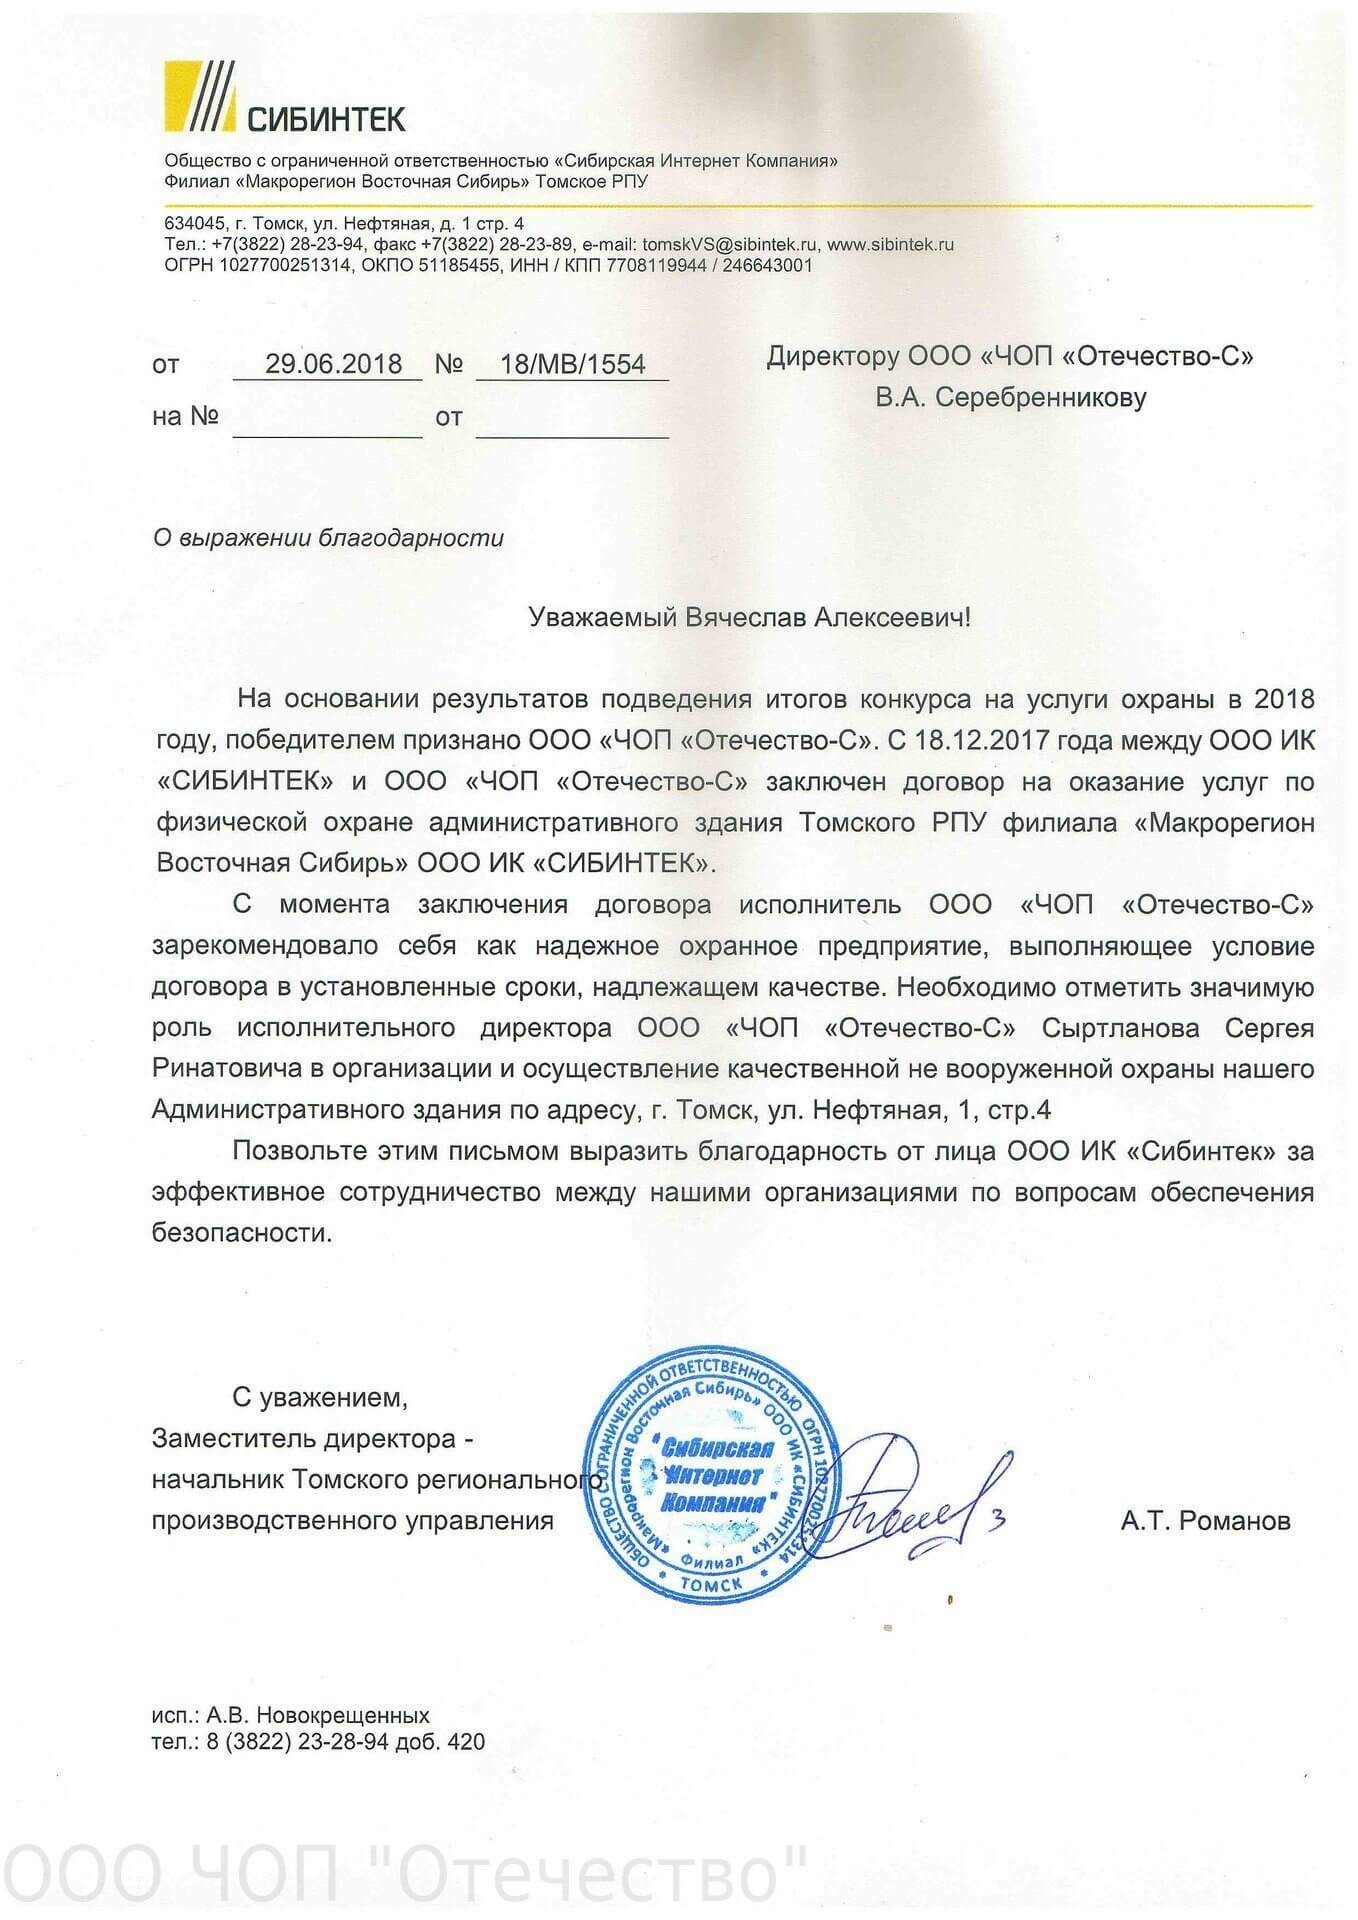 СИБИНТЕК
Общество с ограниченной ответственностью «Сибирская Интернет Компания»
Филиал «Макрорегион Восточная Сибирь» Томское РПУ
634045, г. Томск, ул. Нефтяная, д. 1 стр. 4
Тел.: +7(3822) 28-23-94, факс +7(3822) 28-23-89, e-mail: tomskVS@sibintek.ru, www.sibintek.ru
ОГРН 1027700251314, ОКПО 51185455, ИНН / КПП 7708119944 / 246643001
от 29.06.2018 № 18/МВ/1554
на № от
Директору ООО «ЧОП «Отечество-С»
В.А. Серебренникову
О выражении благодарности
Уважаемый Вячеслав Алексеевич!
На основании результатов подведения итогов конкурса на услуги охраны в 2018
году, победителем признано ООО «ЧОП «Отечество-С». С 18.12.2017 года между ООО ИК
«СИБИНТЕК» и ООО «ЧОП «Отечество-С» заключен договор на оказание услуг по
физической охране административного здания Томского РПУ филиала «Макрорегион
Восточная Сибирь» ООО ИК «СИБИНТЕК».
С момента заключения договора исполнитель ООО «ЧОП «Отечество-С»
зарекомендовало себя как надежное охранное предприятие, выполняющее условие
договора в установленные сроки, надлежащем качестве. Необходимо отметить значимую
роль исполнительного директора ООО «ЧОП «Отечество-С» Сыртланова Сергея
Ринатовича в организации и осуществление качественной не вооруженной охраны нашего
Административного здания по адресу, г. Томск, ул. Нефтяная, 1, стр.4
Позвольте этим письмом выразить благодарность от лица ООО ИК «Сибинтек» за
эффективное сотрудничество между нашими организациями по вопросам обеспечения
безопасности.
С уважением,
Заместитель директора -
начальник Томского регионального
производственного управления
А.Т. Романов
ОБЩЕСТВО С ОГРАНИЧЕННОЙ ОТВЕТСТВЕННОСТЬЮ ОГРН 1027700251314
«Макрорегион Восточная Сибирь» ООО ИК «СИБИНТЕК»
"Сибирская
Интернет
Компания"
Филиал
* ТОМСК *
исп.: А.В. Новокрещенных
тел.: 8 (3822) 23-28-94 доб. 420
ООО ЧОП "Отечество"